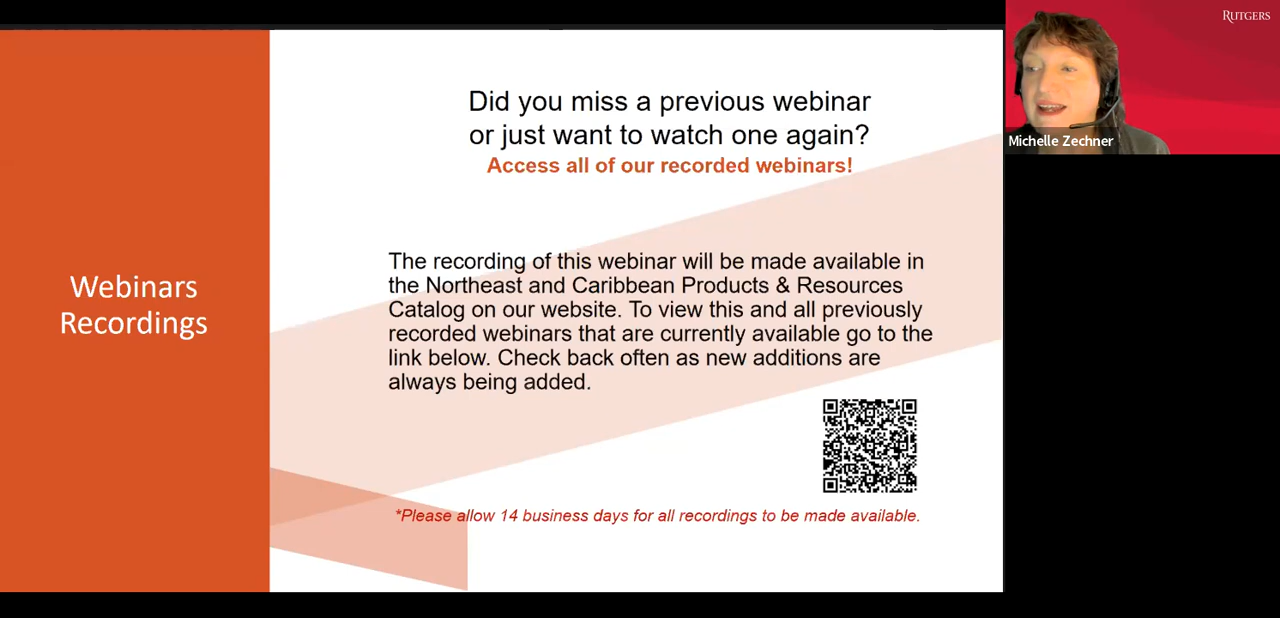 Webinars
Recordings
Did you miss a previous webinar
or just want to watch one again?
Access all of our recorded webinars!
The recording of this webinar will be made available in
the Northeast and Caribbean Products & Resources
Catalog on our website. To view this and all previously
recorded webinars that are currently available go to the
link below. Check back often as new additions are
always being added.
*Please allow 14 business days for all recordings to be made available.
RUTGERS
Michelle Zechner